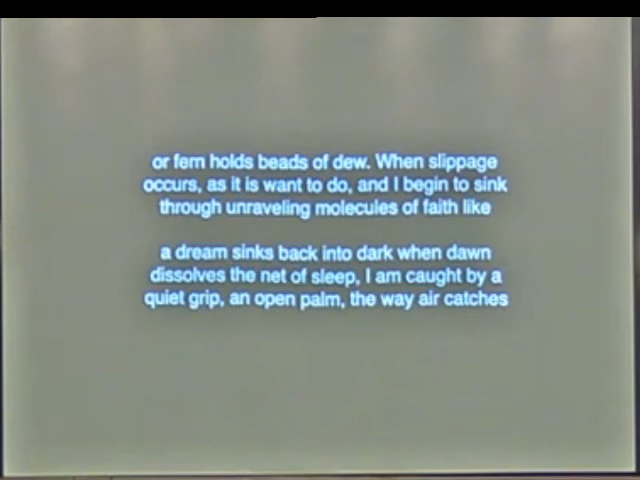 or fern holds beads of dew. When slippage
occurs, as it is want to do, and I begin to sink
through unraveling molecules of faith like
a dream sinks back into dark when dawn
dissolves the net of sleep, I am caught by a
quiet grip, an open palm, the way air catches